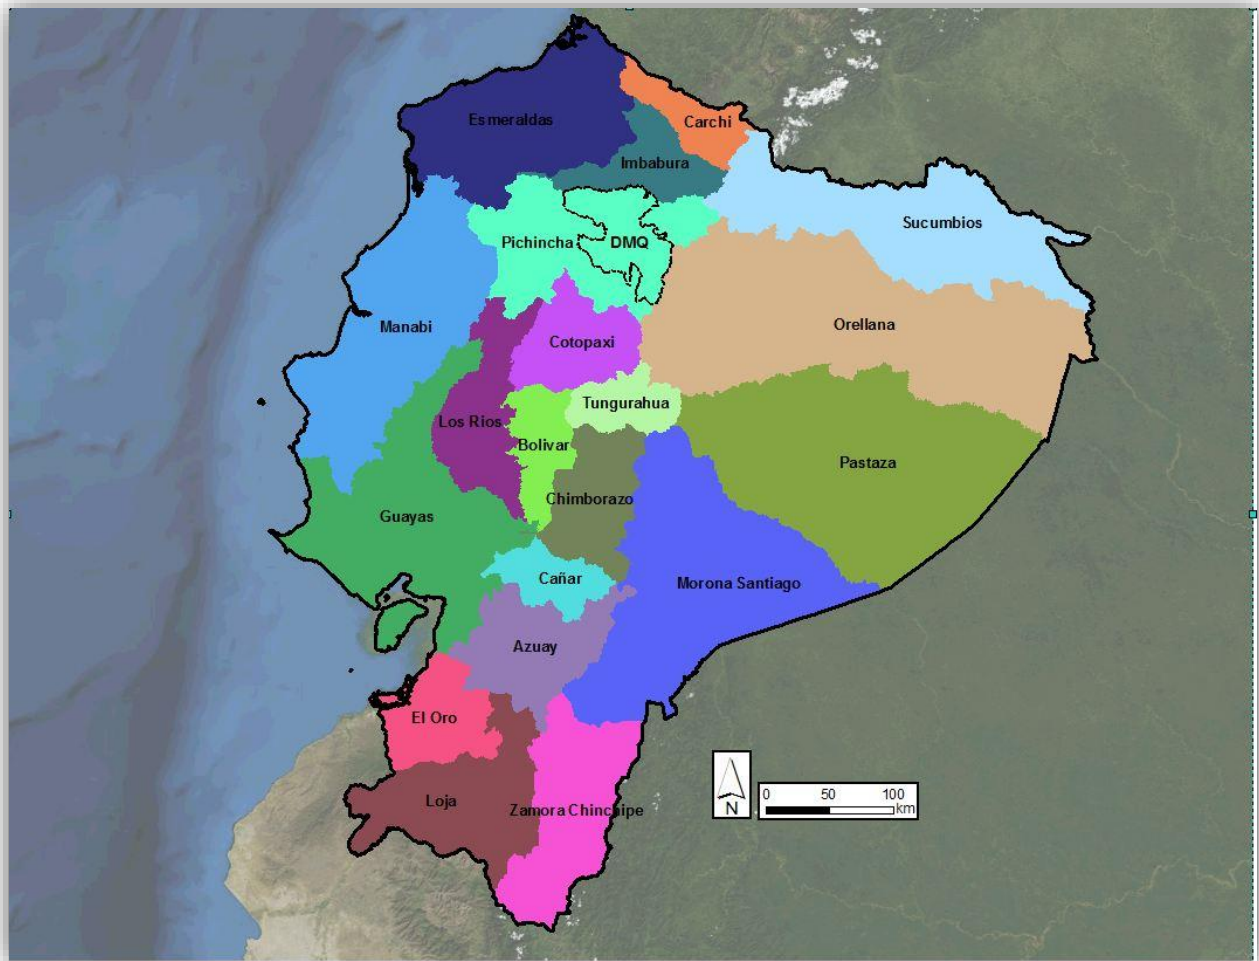 Esmeraldas
Carchi
Imbabura
Sucumbios
Pichincha
DMQ
Manabi
Orellana
Cotopaxi
Tungurahua
Los Rios
Bolivar
Pastaza
Chimborazo
Guayas
Cañar
Morona Santiago
Azuay
El Oro
Loja
Zamora Chinchipe
N
0 50 100
km